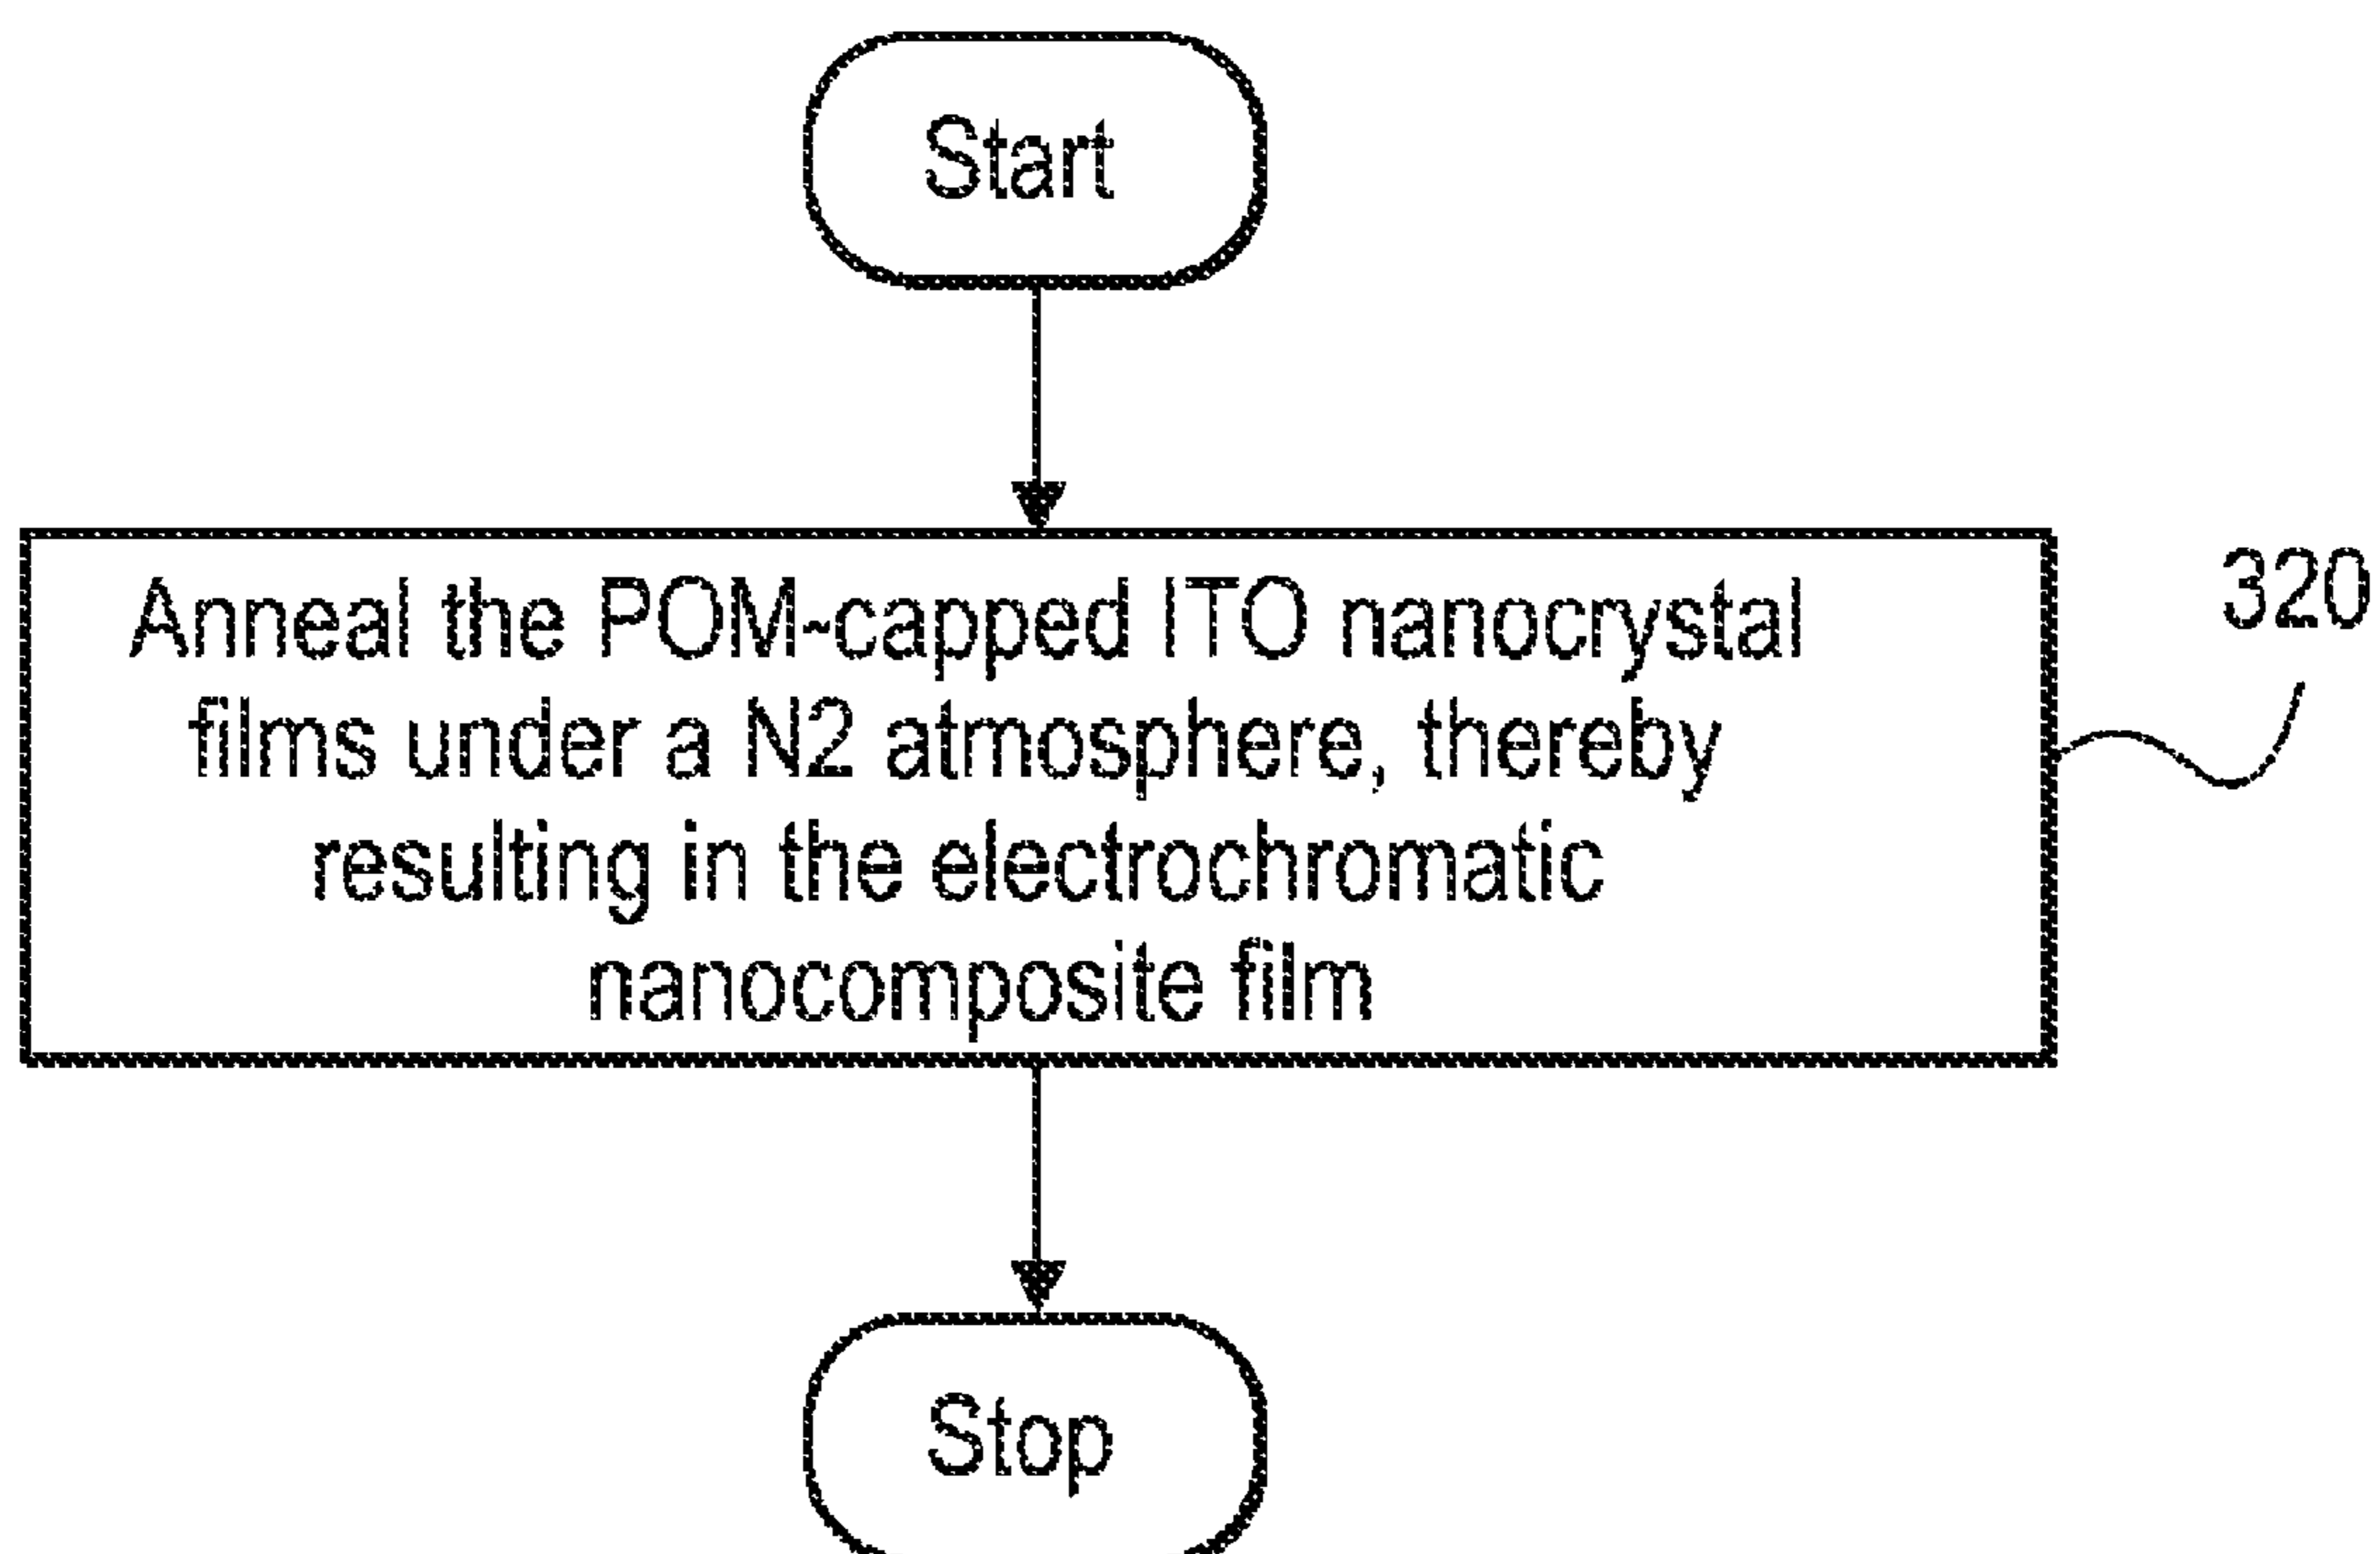 Start
Anneal the POM-capped ITO nanocrystal
films under a N2 atmosphere, thereby
resulting in the electrochromatic
nanocomposite film
320
Stop